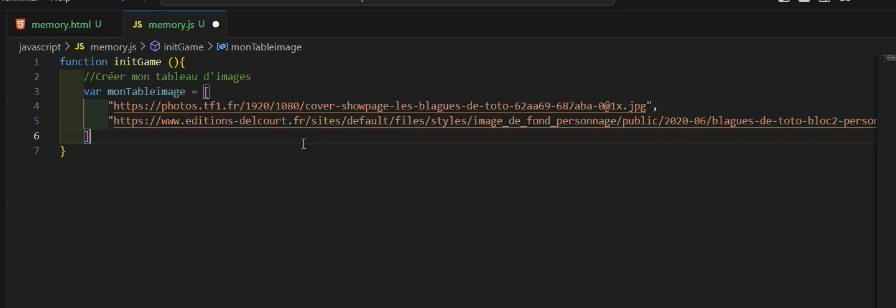 memory.html U
JS memory.js U
javascript > JS memory.js > initGame > monTableimage
1 function initGame (){
2 //Créer mon tableau d'images
3 var monTableimage = [
4 "https://photos.tf1.fr/1920/1080/cover-showpage-les-blagues-de-toto-62aa69-687aba-0@1x.jpg",
5 "https://www.editions-delcourt.fr/sites/default/files/styles/image_de_fond_personnage/public/2020-06/blagues-de-toto-bloc2-person
6 ]
7 }